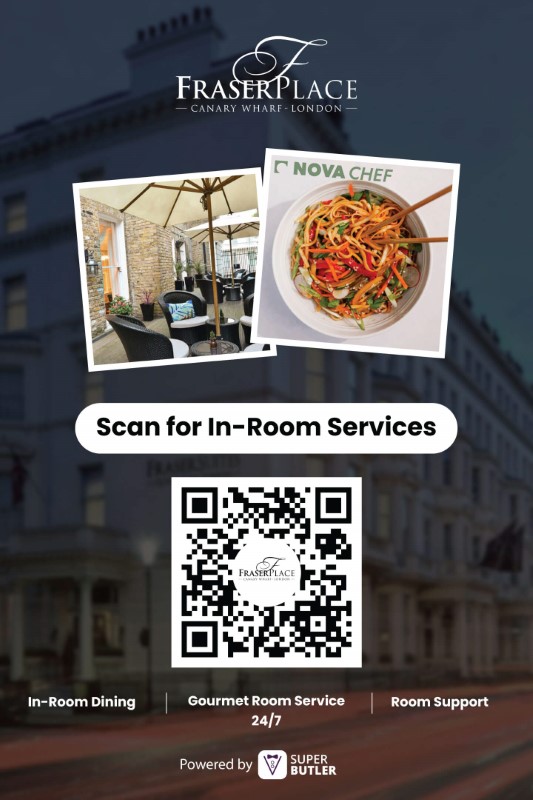 F
FRASERPLACE
CANARY WHARF - LONDON
NOVA CHEF
Scan for In-Room Services
F
FRASERPLACE
CANARY WHARF - LONDON
In-Room Dining
Gourmet Room Service
24/7
Room Support
Powered by
SUPER
BUTLER